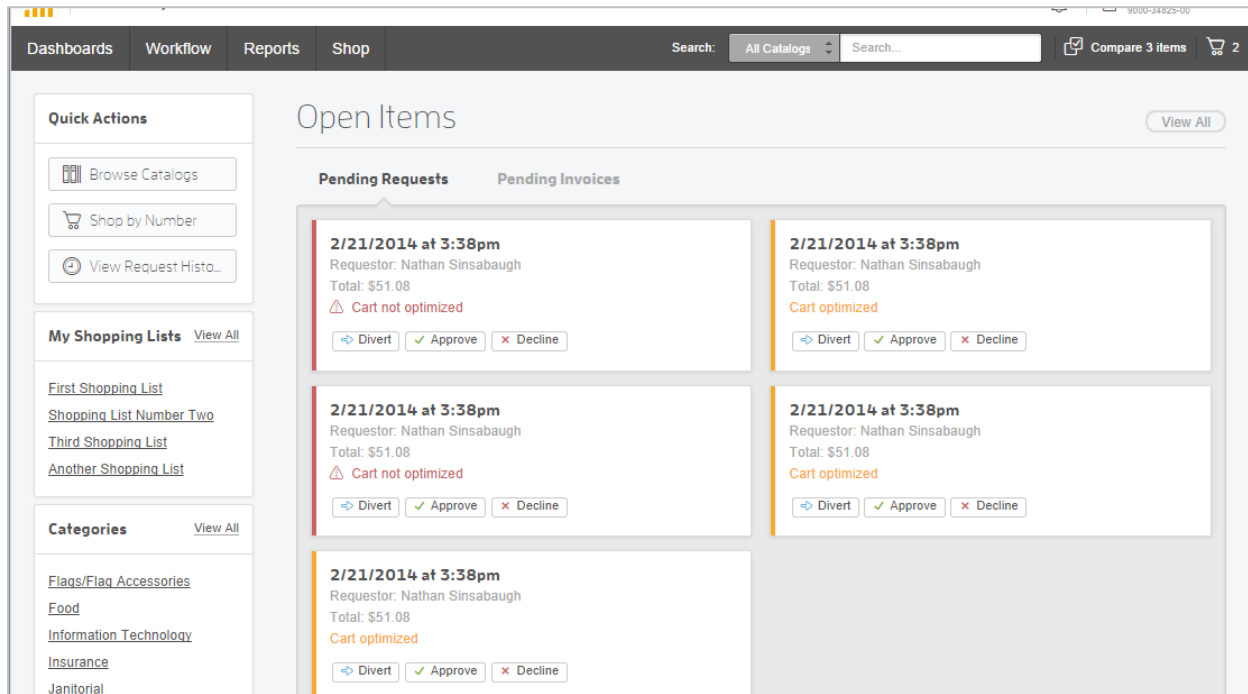 9000-34825-00
Dashboards Workflow Reports Shop Search: All Catalogs Search... Compare 3 items 2
Quick Actions
Browse Catalogs
Shop by Number
View Request Histo...
My Shopping Lists View All
First Shopping List
Shopping List Number Two
Third Shopping List
Another Shopping List
Categories View All
Flags/Flag Accessories
Food
Information Technology
Insurance
Janitorial
Open Items View All
Pending Requests Pending Invoices
2/21/2014 at 3:38pm
Requestor: Nathan Sinsabaugh
Total: $51.08
Cart not optimized
Divert Approve Decline
2/21/2014 at 3:38pm
Requestor: Nathan Sinsabaugh
Total: $51.08
Cart optimized
Divert Approve Decline
2/21/2014 at 3:38pm
Requestor: Nathan Sinsabaugh
Total: $51.08
Cart not optimized
Divert Approve Decline
2/21/2014 at 3:38pm
Requestor: Nathan Sinsabaugh
Total: $51.08
Cart optimized
Divert Approve Decline
2/21/2014 at 3:38pm
Requestor: Nathan Sinsabaugh
Total: $51.08
Cart optimized
Divert Approve Decline